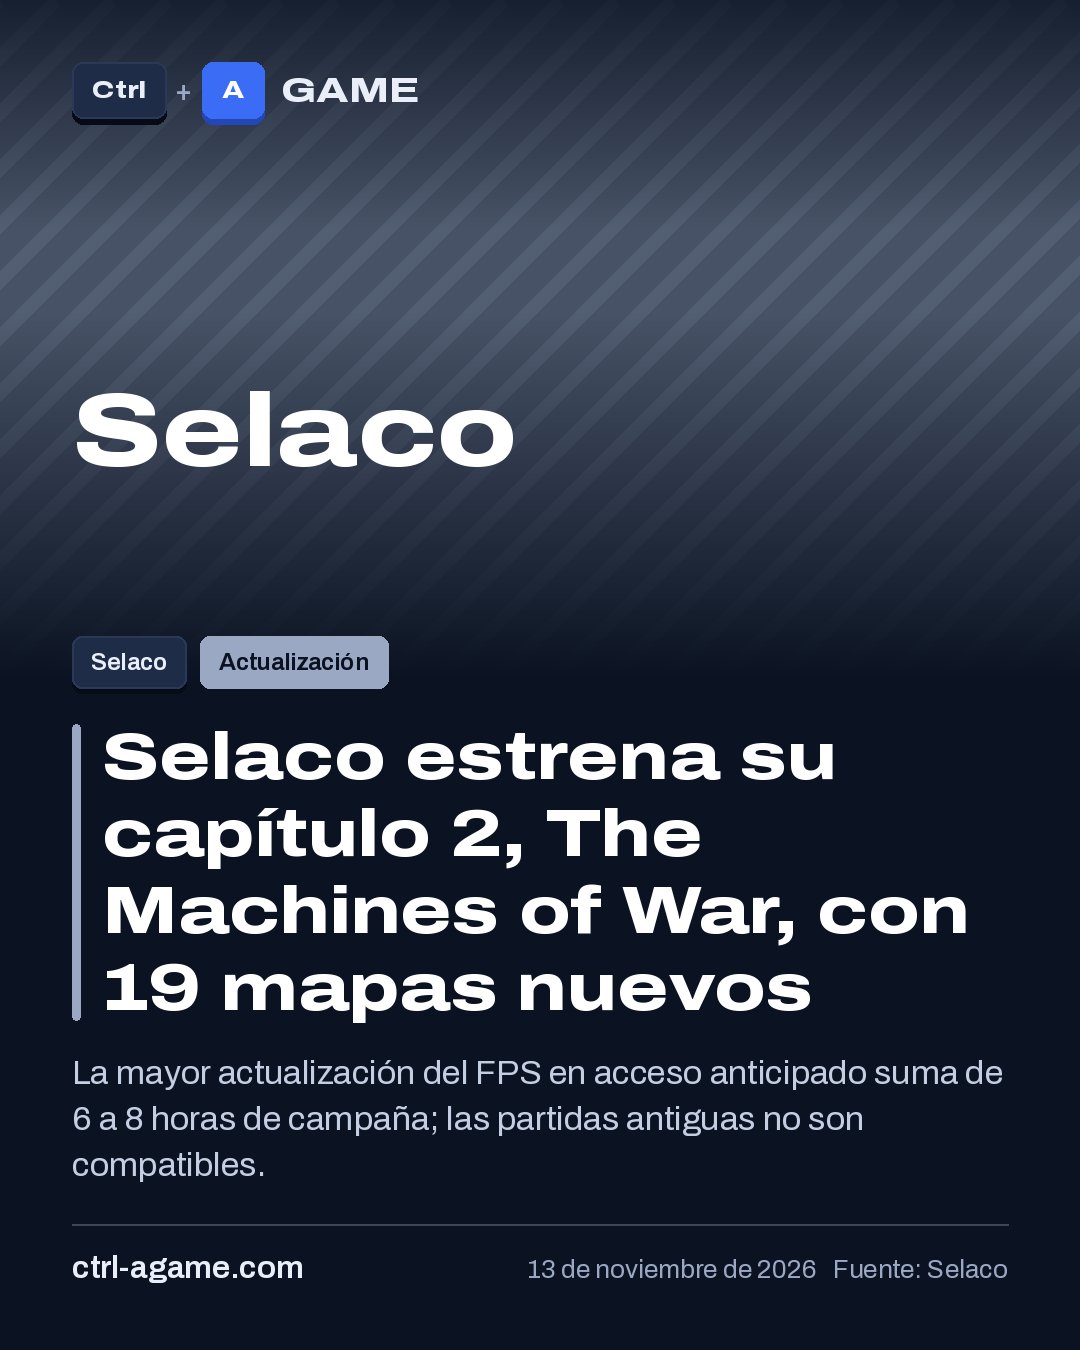 Ctrl + A GAME
Selaco
Selaco Actualización
Selaco estrena su
capítulo 2, The
Machines of War, con
19 mapas nuevos
La mayor actualización del FPS en acceso anticipado suma de
6 a 8 horas de campaña; las partidas antiguas no son
compatibles.
ctrl-agame.com 13 de noviembre de 2026 Fuente: Selaco